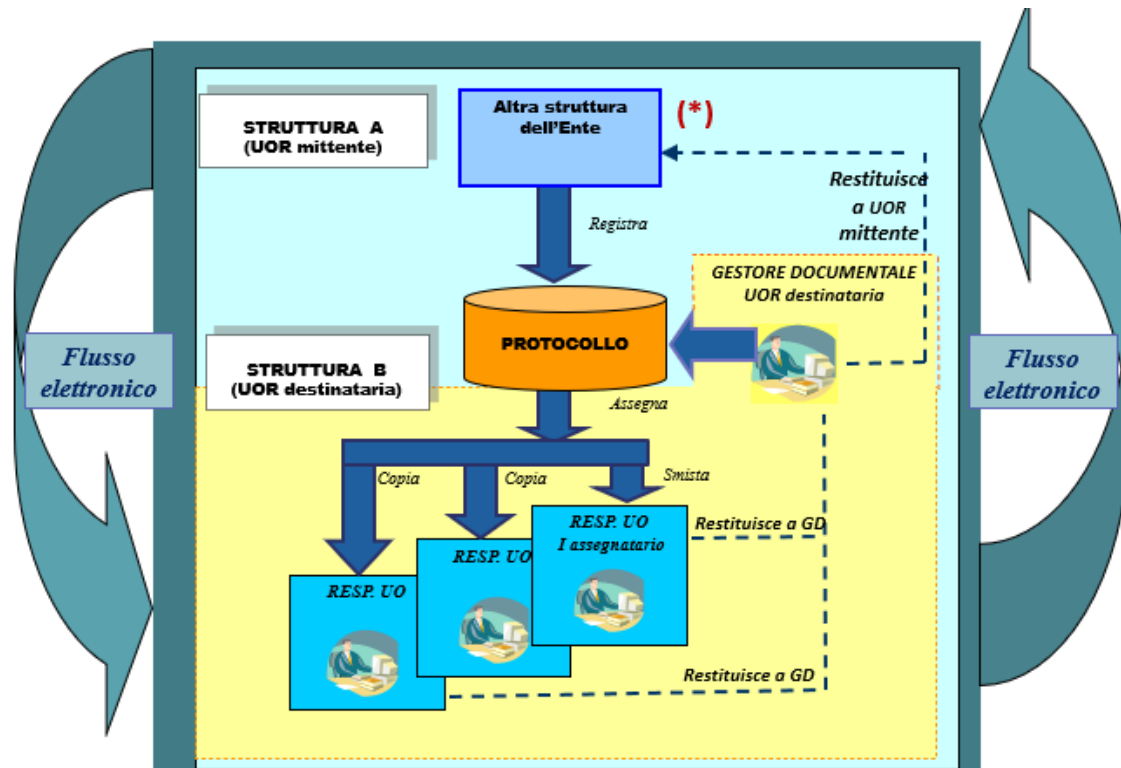 Altra struttura
dell'Ente
(*)
STRUTTURA A
(UOR mittente)
Restituisce
a UOR
mittente
Registra
GESTORE DOCUMENTALE
UOR destinataria
PROTOCOLLO
Flusso
elettronico
STRUTTURA B
(UOR destinataria)
Flusso
elettronico
Assegna
Copia
Copia
Smista
RESP. UO
I assegnatario
Restituisce a GD
RESP. UO
RESP. UO
Restituisce a GD